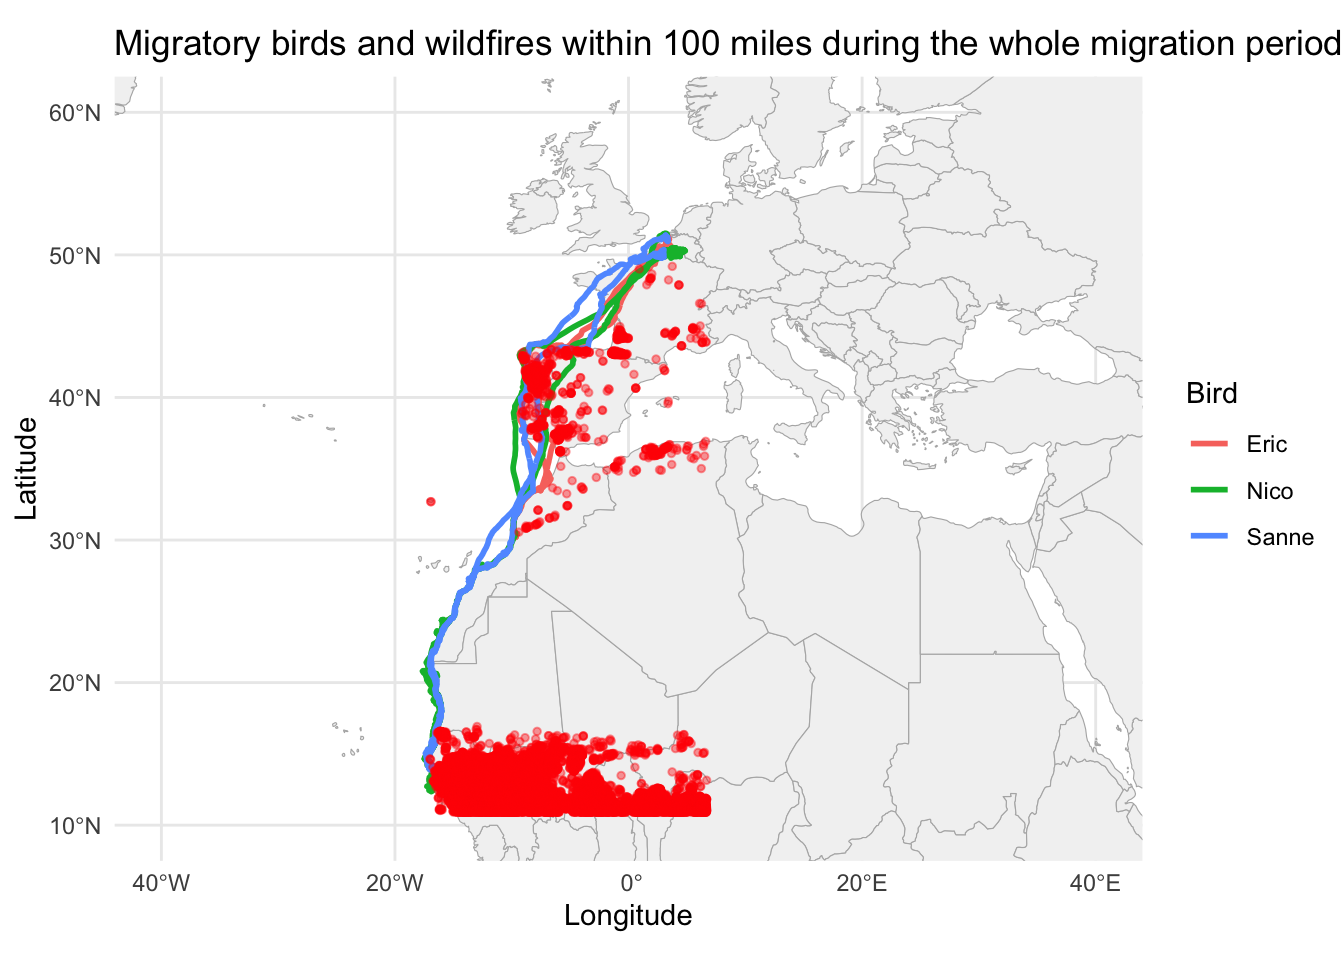 Migratory birds and wildfires within 100 miles during the whole migration period
60°N
50°N
40°N
30°N
20°N
10°N
Latitude
40°W
20°W
0°
20°E
40°E
Longitude
Bird
Eric
Nico
Sanne